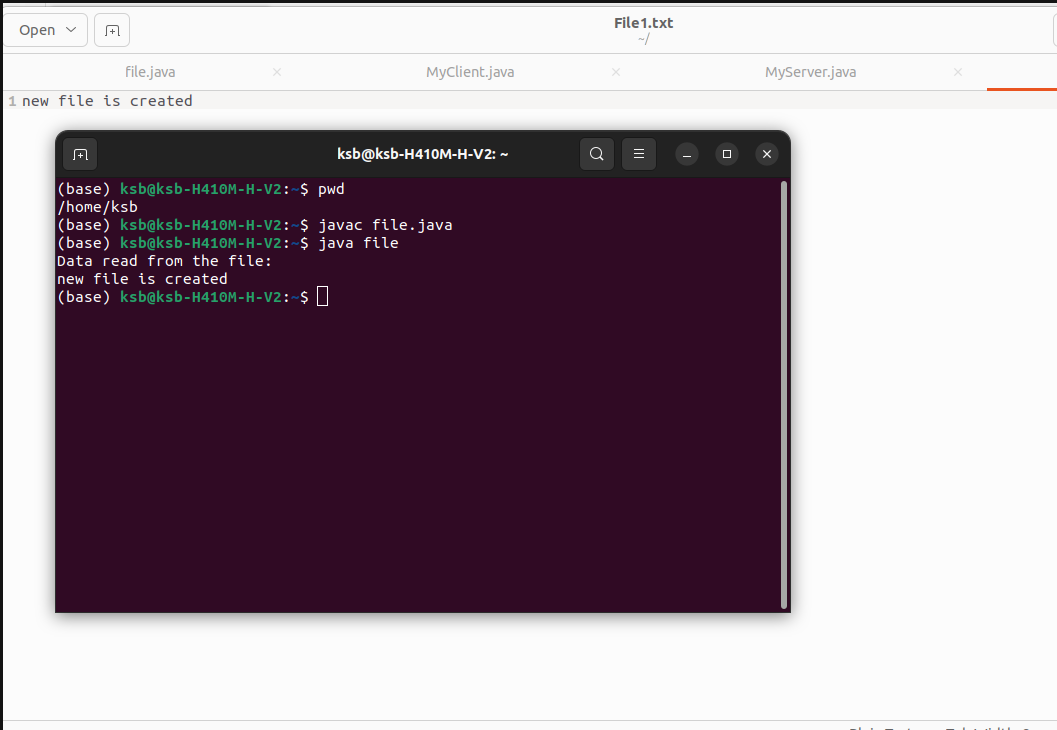 Open
File1.txt
~/
file.java
MyClient.java
MyServer.java
1 new file is created
ksb@ksb-H410M-H-V2: ~
(base) ksb@ksb-H410M-H-V2:~$ pwd
/home/ksb
(base) ksb@ksb-H410M-H-V2:~$ javac file.java
(base) ksb@ksb-H410M-H-V2:~$ java file
Data read from the file:
new file is created
(base) ksb@ksb-H410M-H-V2:~$